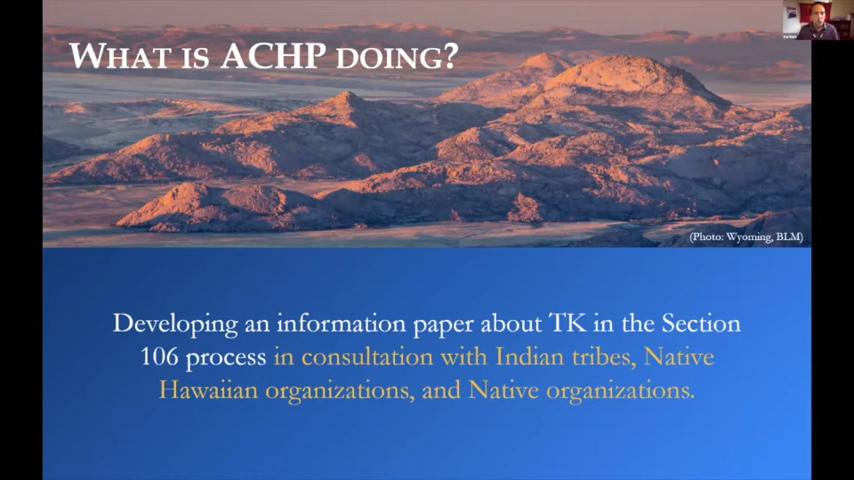 WHAT IS ACHP DOING?
(Photo: Wyoming, BLM)
Developing an information paper about TK in the Section
106 process in consultation with Indian tribes, Native
Hawaiian organizations, and Native organizations.